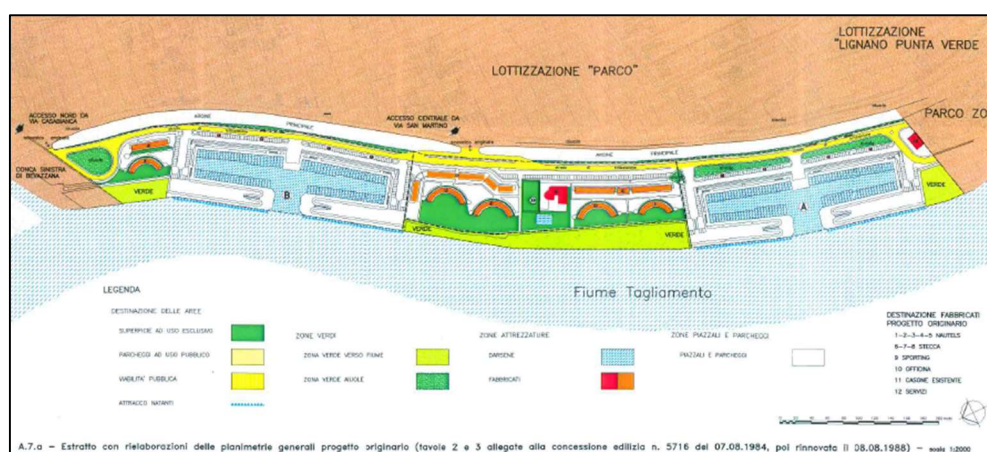 LOTTIZZAZIONE
"LIGNANO PUNTA VERDE
LOTTIZZAZIONE "PARCO"
PARCO ZO
ACCESSO NORD DA
VIA CASABIANCA
ACCESSO CENTRALE DA
VIA SAN MARTINO
ARGINE PRINCIPALE
ARGINE PRINCIPALE
CONCA SINISTRA
DI BEVAZZANA
VERDE
B
VERDE
VERDE
A
VERDE
Fiume Tagliamento
LEGENDA
DESTINAZIONE DELLE AREE
SUPERFICIE AD USO ESCLUSIVO
PARCHEGGI AD USO PUBBLICO
VIABILITA' PUBBLICA
ATTRACCO NATANTI
ZONE VERDI
ZONA VERDE VERSO FIUME
ZONA VERDE AIUOLE
ZONE ATTREZZATURE
DARSENE
FABBRICATI
ZONE PIAZZALI E PARCHEGGI
PIAZZALI E PARCHEGGI
DESTINAZIONE FABBRICATI
PROGETTO ORIGINARIO
1-2-3-4-5 NAUTELS
6-7-8 STECCA
9 SPORTING
10 OFFICINA
11 CASONE ESISTENTE
12 SERVIZI
A.7.a - Estratto con rielaborazioni delle planimetrie generali progetto originario (tavole 2 e 3 allegate alla concessione edilizia n. 5716 del 07.08.1984, poi rinnovata il 08.08.1988) - scala 1:2000